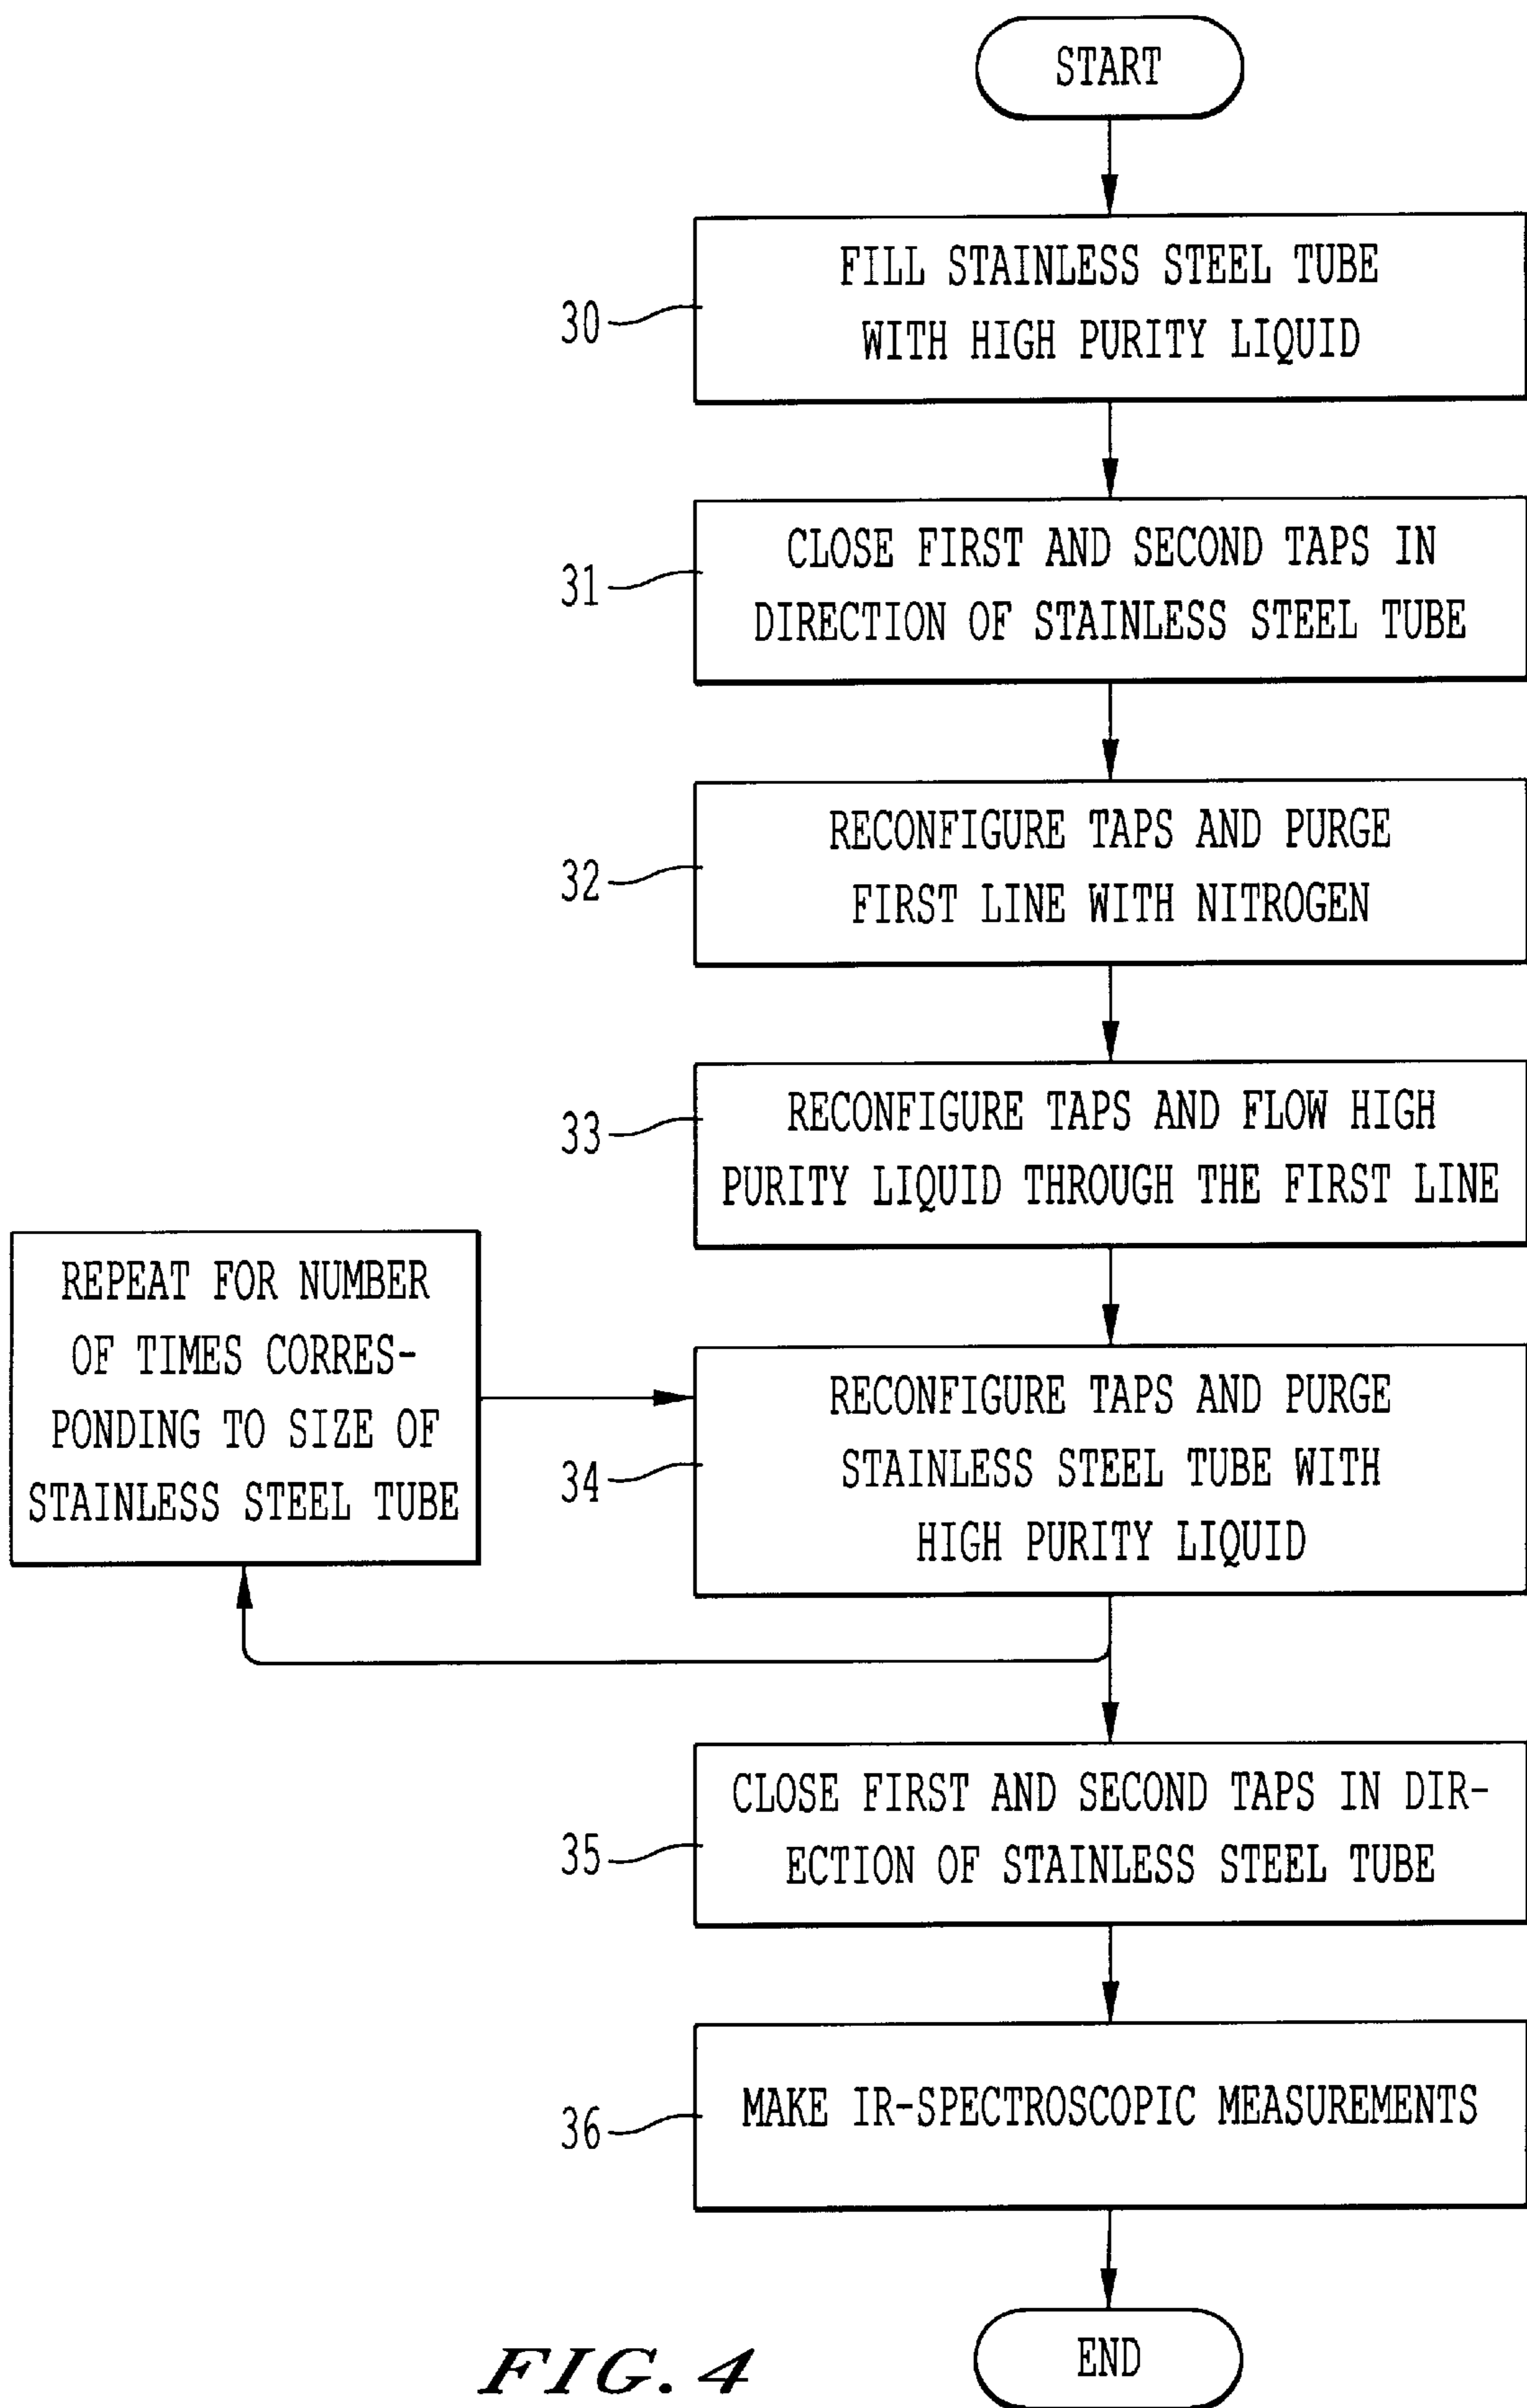 START
FILL STAINLESS STEEL TUBE
WITH HIGH PURITY LIQUID
30
CLOSE FIRST AND SECOND TAPS IN
DIRECTION OF STAINLESS STEEL TUBE
31
RECONFIGURE TAPS AND PURGE
FIRST LINE WITH NITROGEN
32
RECONFIGURE TAPS AND FLOW HIGH
PURITY LIQUID THROUGH THE FIRST LINE
33
REPEAT FOR NUMBER
OF TIMES CORRES-
PONDING TO SIZE OF
STAINLESS STEEL TUBE
RECONFIGURE TAPS AND PURGE
STAINLESS STEEL TUBE WITH
HIGH PURITY LIQUID
34
CLOSE FIRST AND SECOND TAPS IN DIR-
ECTION OF STAINLESS STEEL TUBE
35
MAKE IR-SPECTROSCOPIC MEASUREMENTS
36
END
FIG. 4